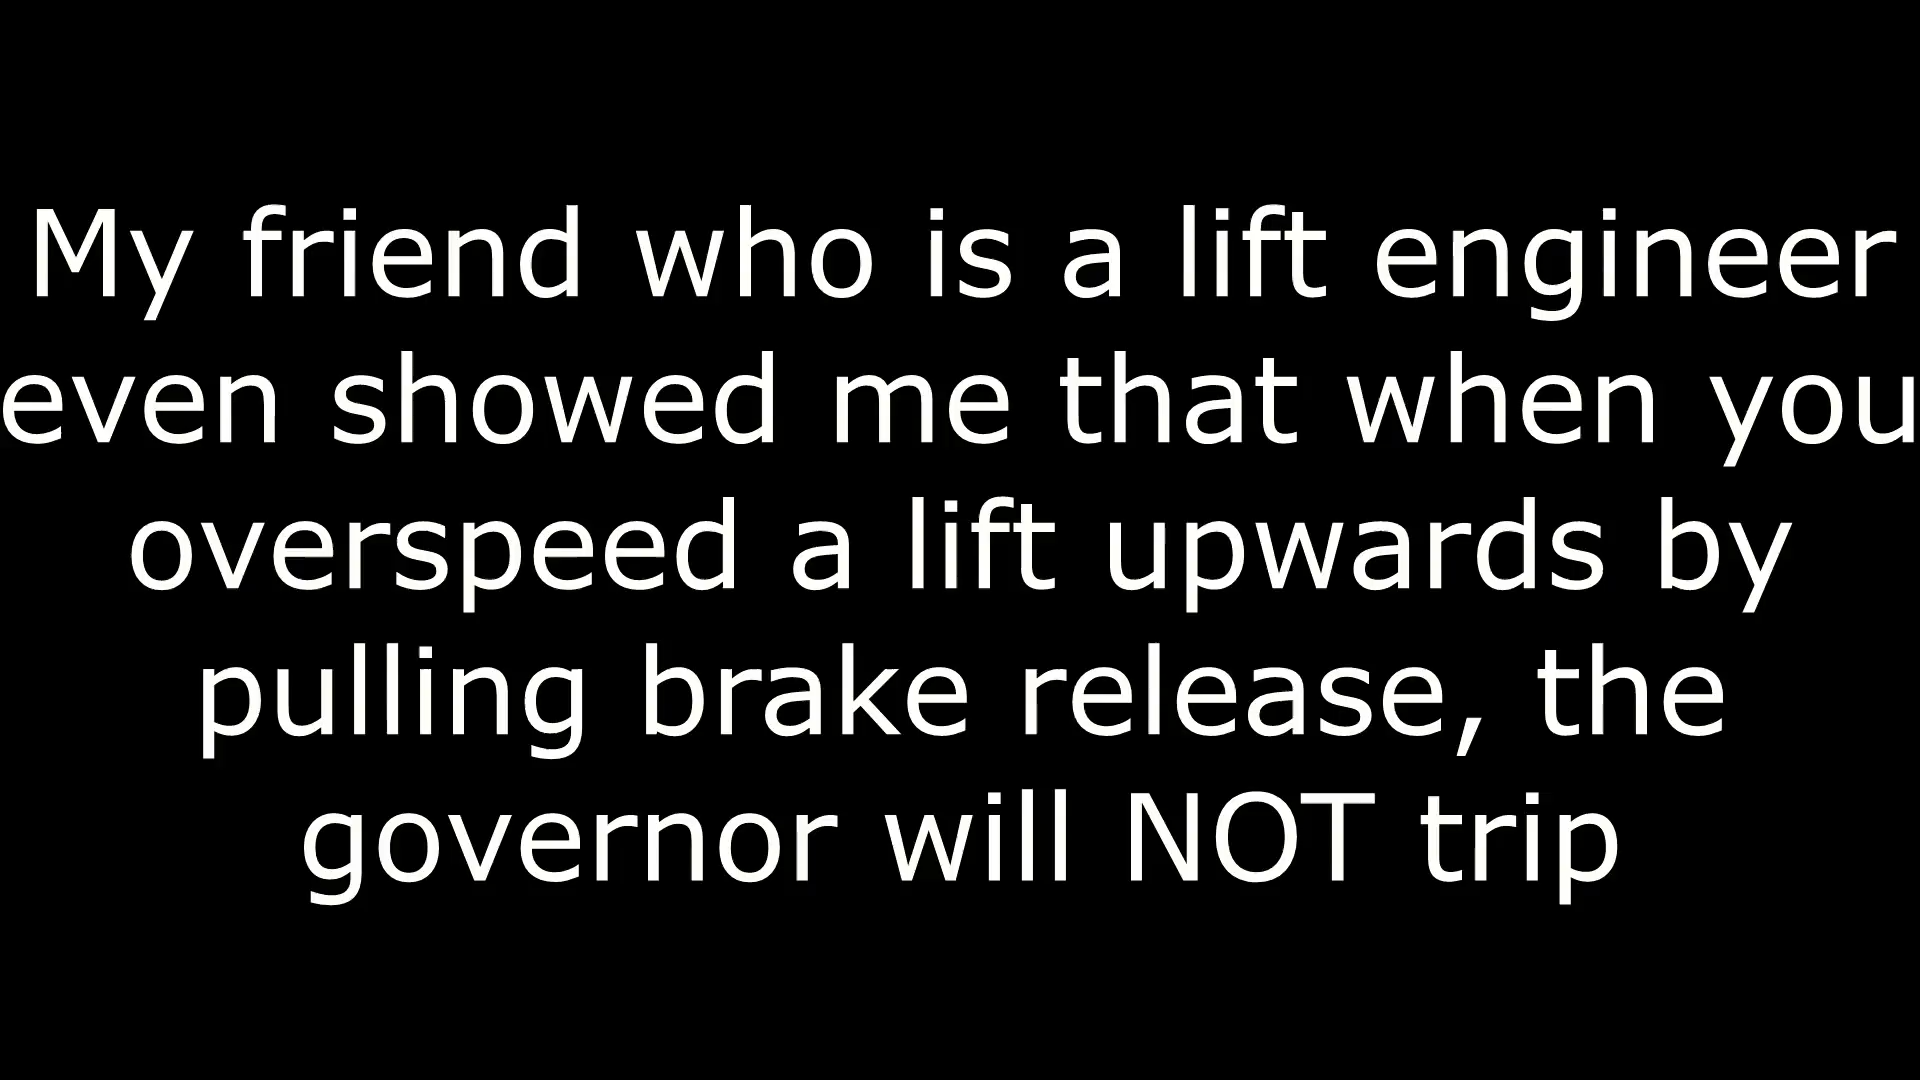 My friend who is a lift engineer
even showed me that when you
overspeed a lift upwards by
pulling brake release, the
governor will NOT trip